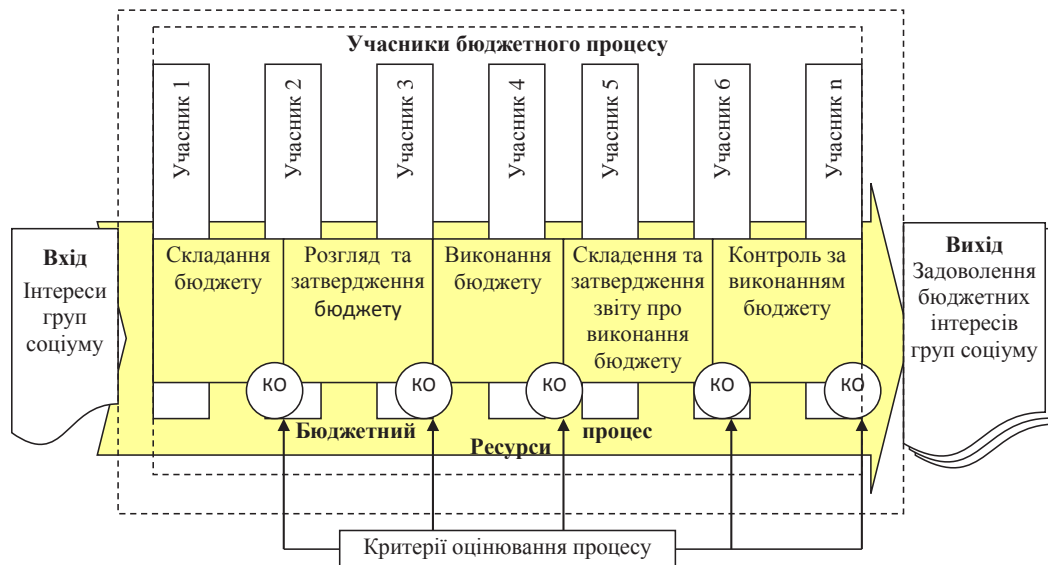 Учасники бюджетного процесу
Учасник 1
Учасник 2
Учасник 3
Учасник 4
Учасник 5
Учасник 6
Учасник n
Вхід
Інтереси
груп
соціуму
Складання
бюджету
Розгляд та
затвердження
бюджету
Виконання
бюджету
Складення та
затвердження
звіту про
виконання
бюджету
Контроль за
виконанням
бюджету
Вихід
Задоволення
бюджетних
інтересів
груп соціуму
КО
КО
КО
КО
КО
Бюджетний процес
Ресурси
Критерії оцінювання процесу